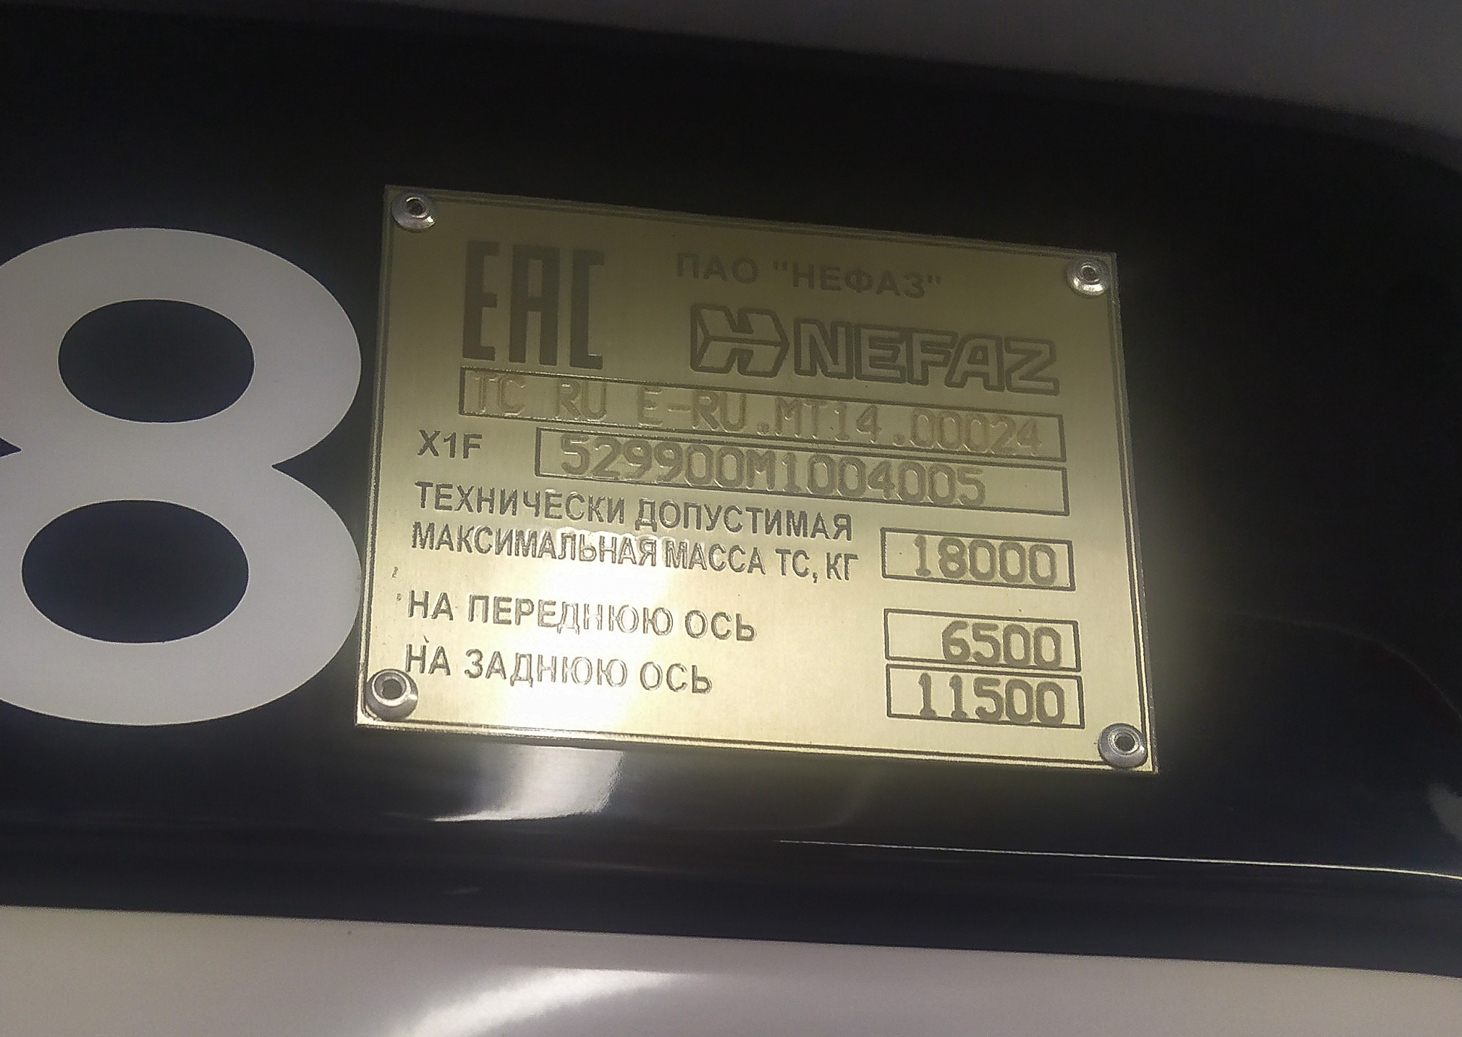 8
EAC
ПАО "НЕФАЗ"
NEFAZ
ТС RU E-RU.МТ14.00024
X1F 529900M1004005
ТЕХНИЧЕСКИ ДОПУСТИМАЯ
МАКСИМАЛЬНАЯ МАССА ТС, КГ 18000
НА ПЕРЕДНЮЮ ОСЬ 6500
НА ЗАДНЮЮ ОСЬ 11500